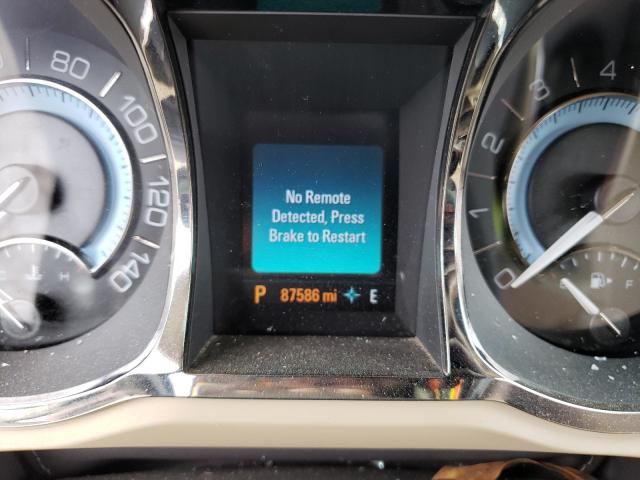 80
100
120
140
C H
No Remote
Detected, Press
Brake to Restart
P 87586 mi E
4
3
2
1
0
F